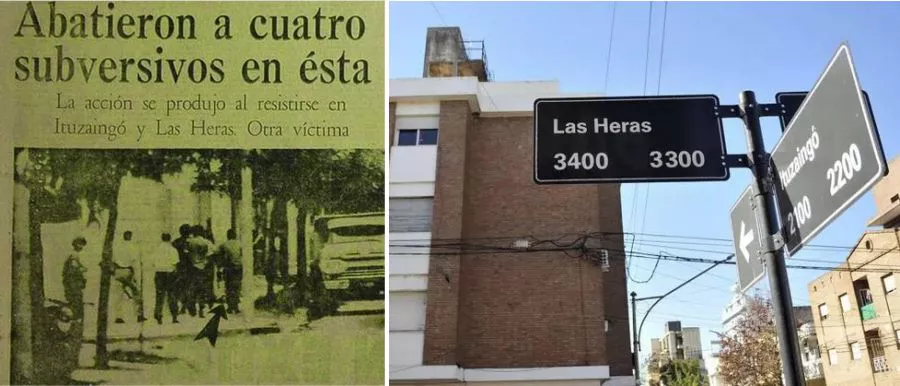 Abatieron a cuatro
subversivos en ésta
La acción se produjo al resistirse en
Ituzaingó y Las Heras. Otra víctima
Las Heras
3400 3300
Ituzaingó
2100 2200